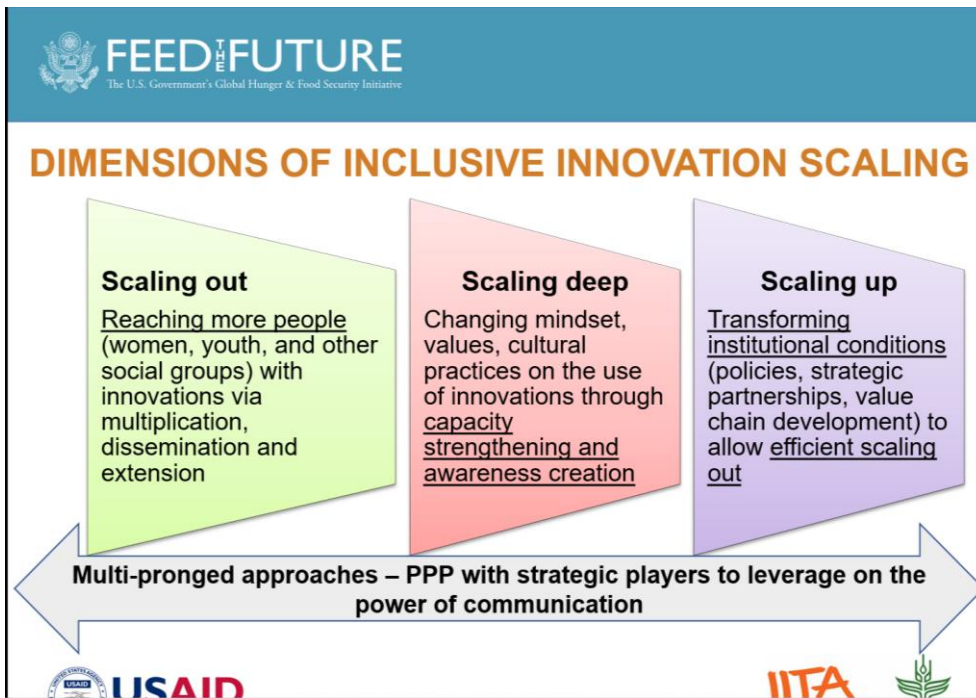 FEED THE FUTURE
The U.S. Government's Global Hunger & Food Security Initiative
DIMENSIONS OF INCLUSIVE INNOVATION SCALING
Scaling out
Reaching more people
(women, youth, and other
social groups) with
innovations via
multiplication,
dissemination and
extension
Scaling deep
Changing mindset,
values, cultural
practices on the use
of innovations through
capacity
strengthening and
awareness creation
Scaling up
Transforming
institutional conditions
(policies, strategic
partnerships, value
chain development) to
allow efficient scaling
out
Multi-pronged approaches – PPP with strategic players to leverage on the
power of communication
UNITED STATES AGENCY
USAID
USAID
IITA